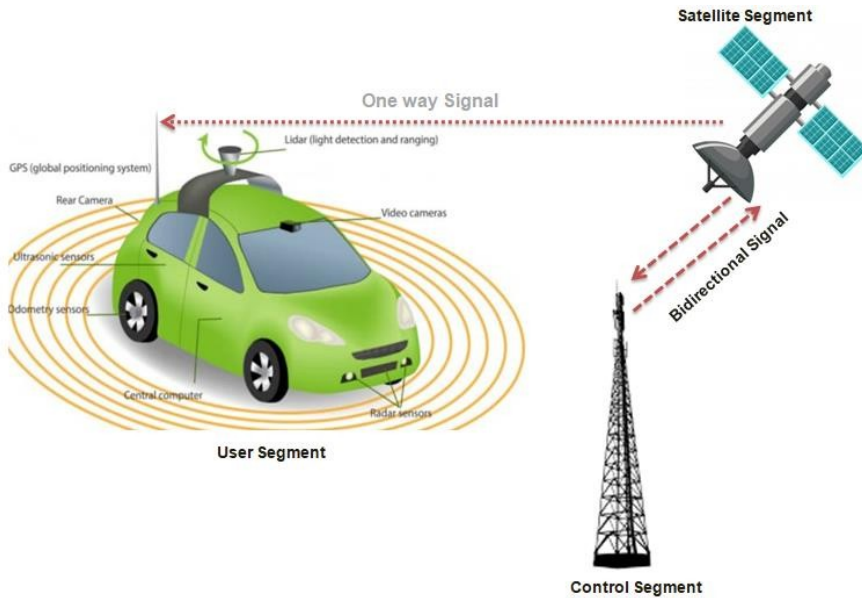 Satellite Segment
One way Signal
Lidar (light detection and ranging)
GPS (global positioning system)
Rear Camera
Video cameras
Bidirectional Signal
Ultrasonic sensors
Odometry sensors
Central computer
Radar sensors
User Segment
Control Segment